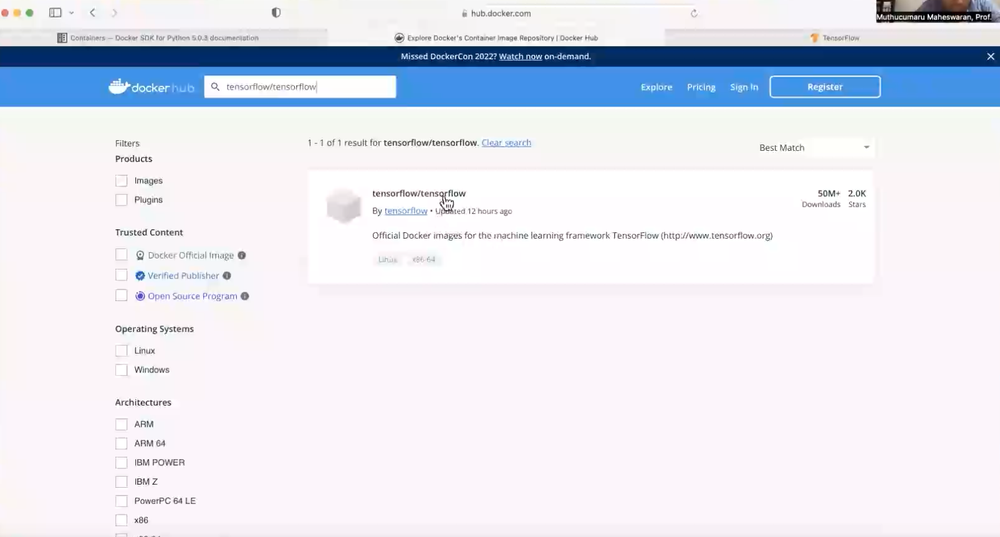 hub.docker.com
Muthucumaru Maheswaran, Prof.
Containers — Docker SDK for Python 5.0.3 documentation
Explore Docker's Container Image Repository | Docker Hub
TensorFlow
Missed DockerCon 2022? Watch now on-demand.
docker hub
tensorflow/tensorflow
Explore
Pricing
Sign In
Register
Filters
1 - 1 of 1 result for tensorflow/tensorflow. Clear search
Best Match
Products
Images
Plugins
tensorflow/tensorflow
50M+ 2.0K
Downloads Stars
By tensorflow • Updated 12 hours ago
Official Docker images for the machine learning framework TensorFlow (http://www.tensorflow.org)
Linux x86-64
Trusted Content
Docker Official Image
Verified Publisher
Open Source Program
Operating Systems
Linux
Windows
Architectures
ARM
ARM 64
IBM POWER
IBM Z
PowerPC 64 LE
x86